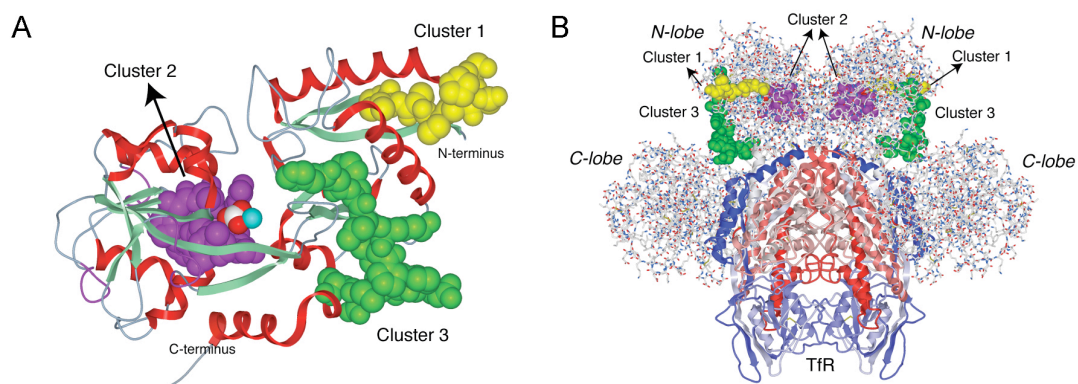 A
Cluster 1
Cluster 2
N-terminus
C-terminus
Cluster 3
B
Cluster 2
N-lobe
N-lobe
Cluster 1
Cluster 1
Cluster 3
Cluster 3
C-lobe
C-lobe
TfR